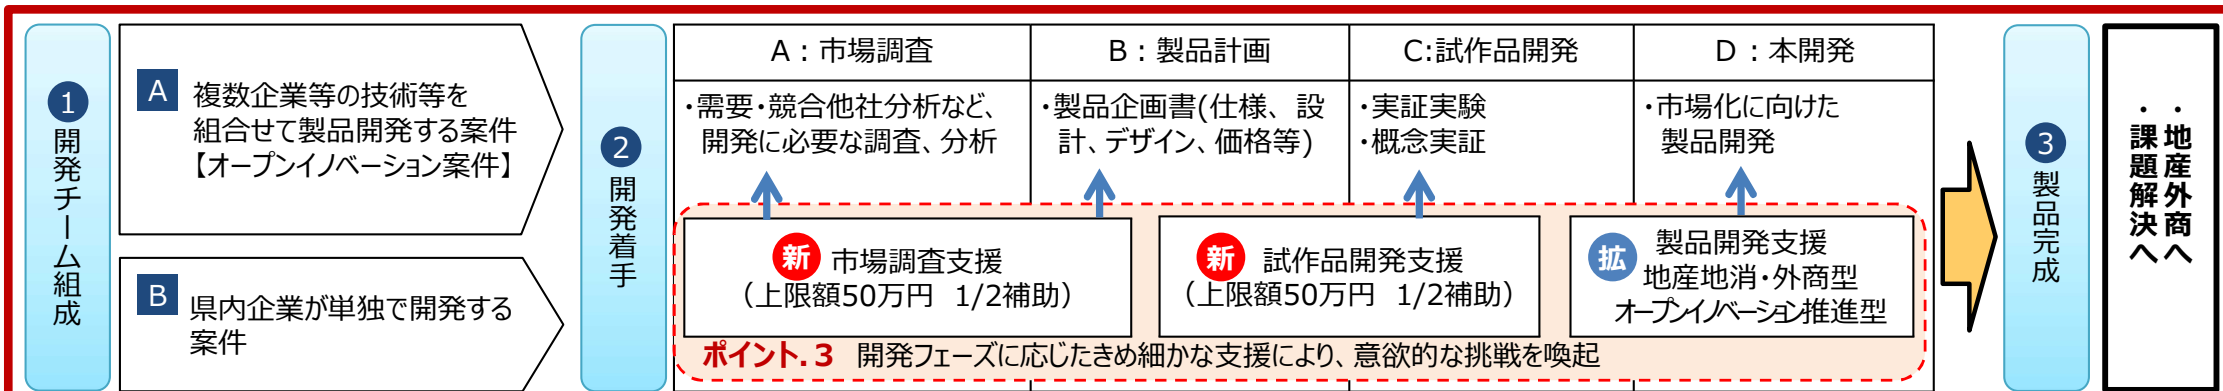 1
開発チーム組成
A
複数企業等の技術等を
組合せて製品開発する案件
【オープンイノベーション案件】
B
県内企業が単独で開発する
案件
2
開発着手
A：市場調査
・需要・競合他社分析など、
開発に必要な調査、分析
B：製品計画
・製品企画書(仕様、設
計、デザイン、価格等)
C:試作品開発
・実証実験
・概念実証
D：本開発
・市場化に向けた
製品開発
新 市場調査支援
（上限額50万円 1/2補助）
新 試作品開発支援
（上限額50万円 1/2補助）
拡 製品開発支援
地産地消・外商型
オープンイノベーション推進型
ポイント.３ 開発フェーズに応じたきめ細かな支援により、意欲的な挑戦を喚起
3
製品完成
・地産外商へ
・課題解決へ